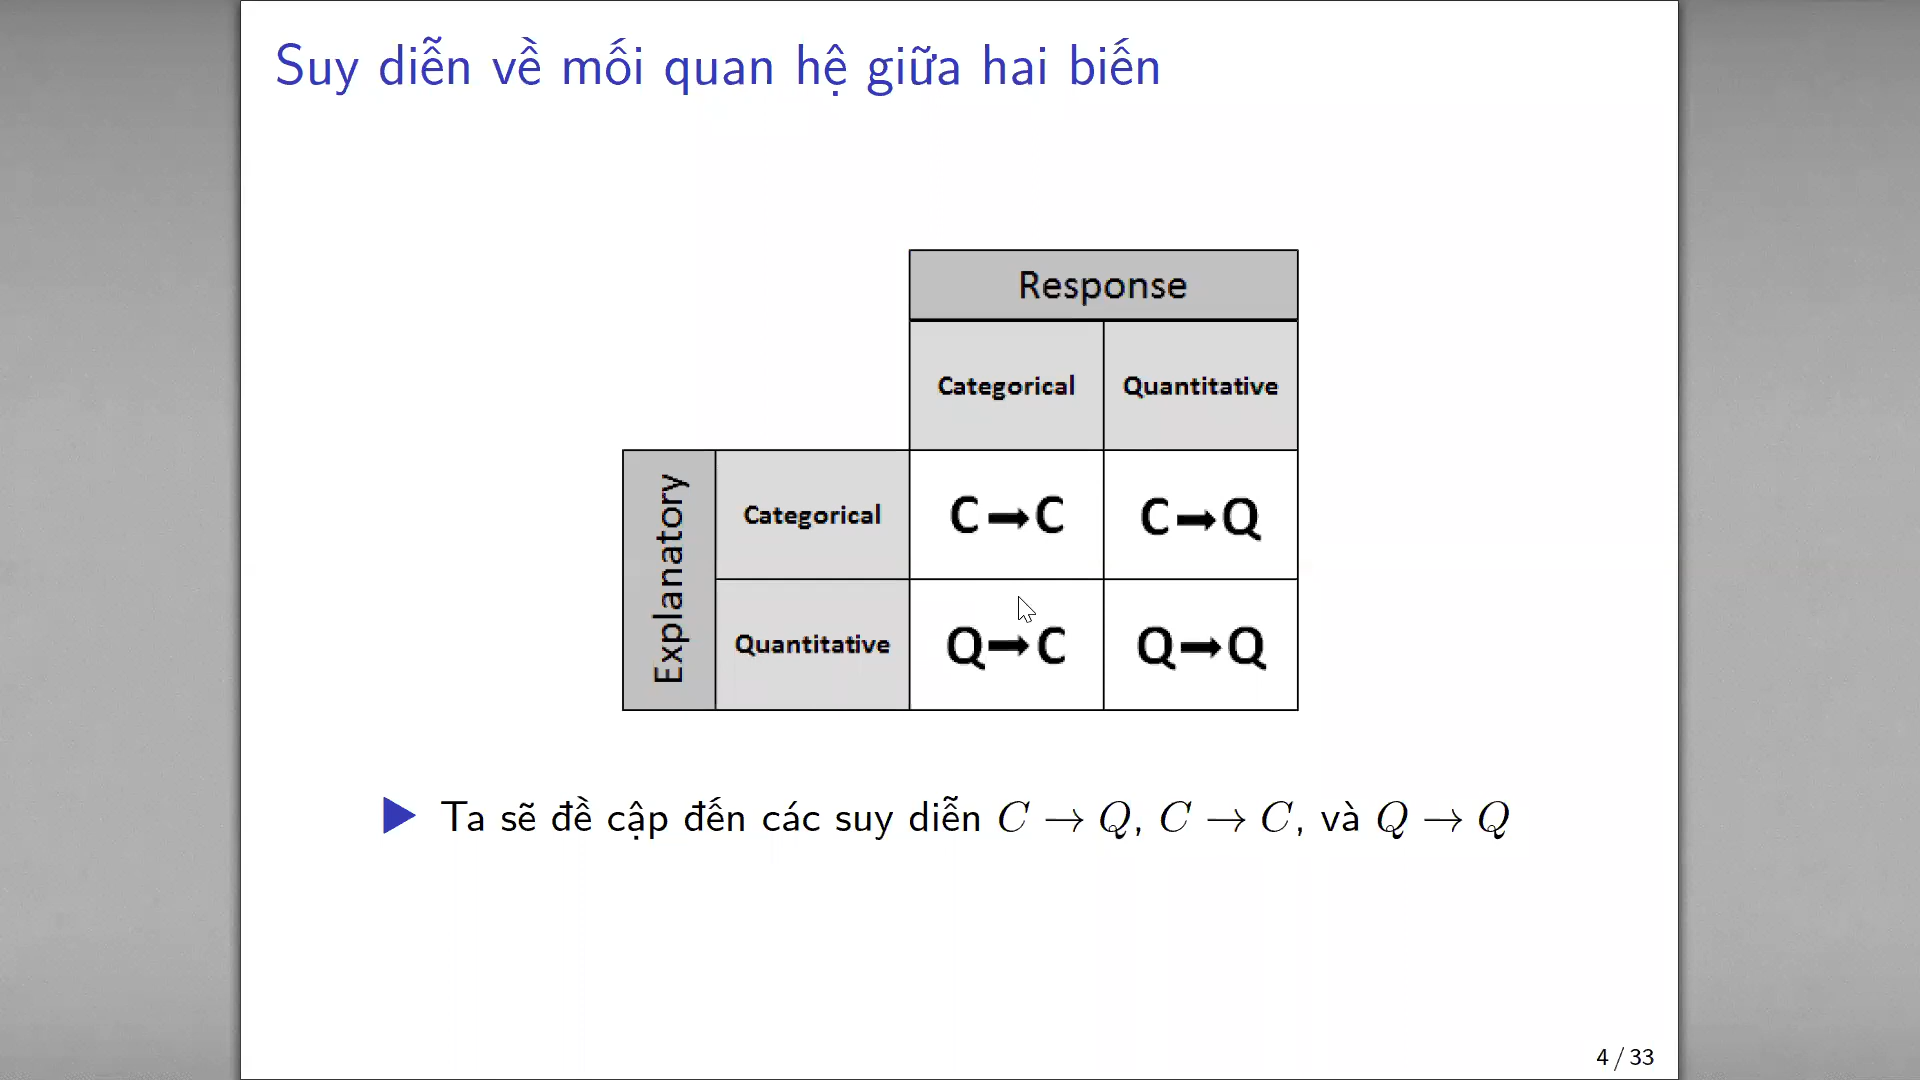 Suy diễn về mối quan hệ giữa hai biến
Response
Categorical Quantitative
Explanatory
Categorical C➡C C➡Q
Quantitative Q➡C Q➡Q
▶ Ta sẽ đề cập đến các suy diễn C → Q, C → C, và Q → Q
4 / 33